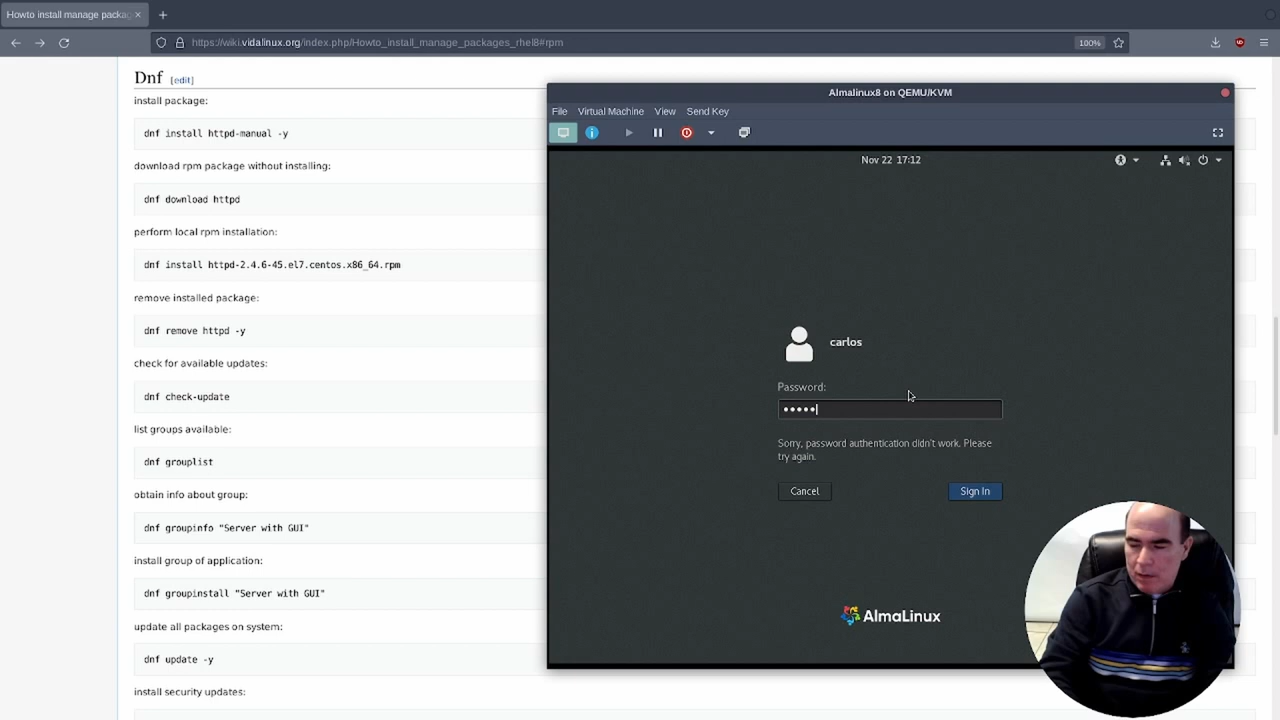 Howto install manage packag
https://wiki.vidalinux.org/index.php/Howto_install_manage_packages_rhel8#rpm
100%
Dnf [edit]
install package:
dnf install httpd-manual -y
download rpm package without installing:
dnf download httpd
perform local rpm installation:
dnf install httpd-2.4.6-45.el7.centos.x86_64.rpm
remove installed package:
dnf remove httpd -y
check for available updates:
dnf check-update
list groups available:
dnf grouplist
obtain info about group:
dnf groupinfo "Server with GUI"
install group of application:
dnf groupinstall "Server with GUI"
update all packages on system:
dnf update -y
install security updates:
Almalinux8 on QEMU/KVM
File Virtual Machine View Send Key
Nov 22 17:12
carlos
Password:
•••••
Sorry, password authentication didn't work. Please
try again.
Cancel Sign In
AlmaLinux